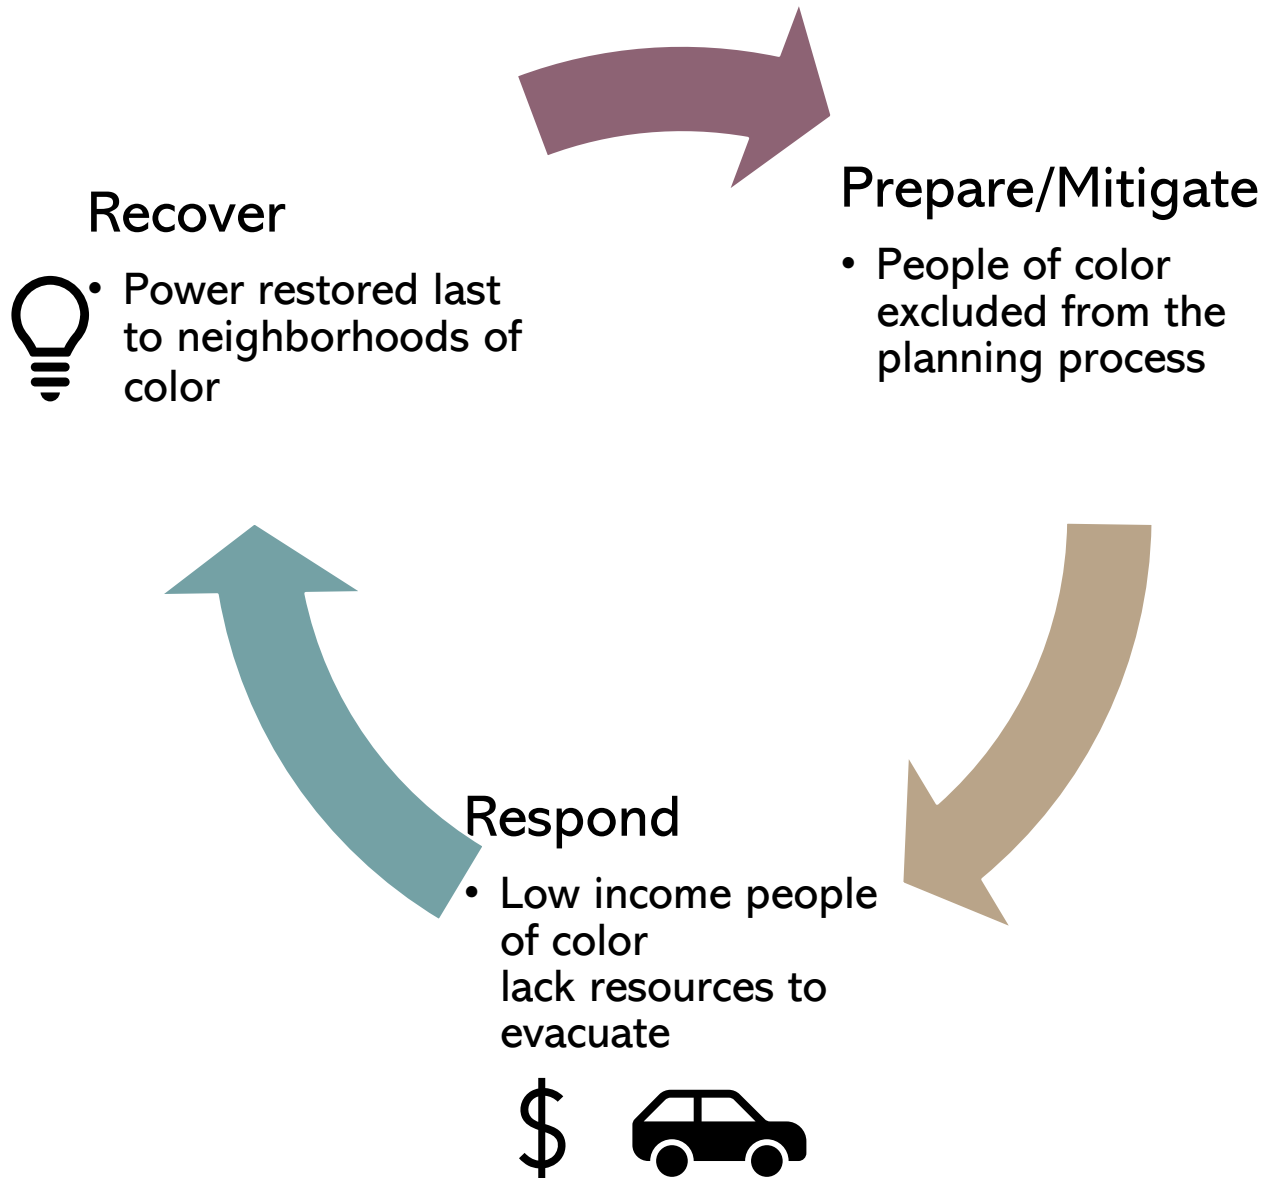 Recover
• Power restored last
to neighborhoods of
color
Prepare/Mitigate
• People of color
excluded from the
planning process
Respond
• Low income people
of color
lack resources to
evacuate
$